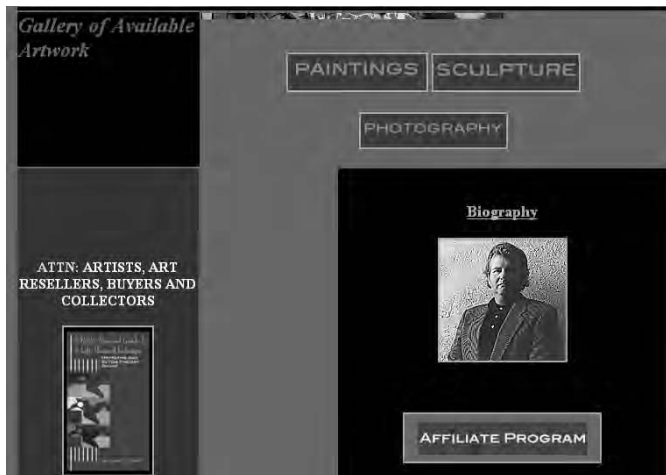 Gallery of Available
Artwork
PAINTINGS
SCULPTURE
PHOTOGRAPHY
Biography
ATTN: ARTISTS, ART
RESELLERS, BUYERS AND
COLLECTORS
AFFILIATE PROGRAM